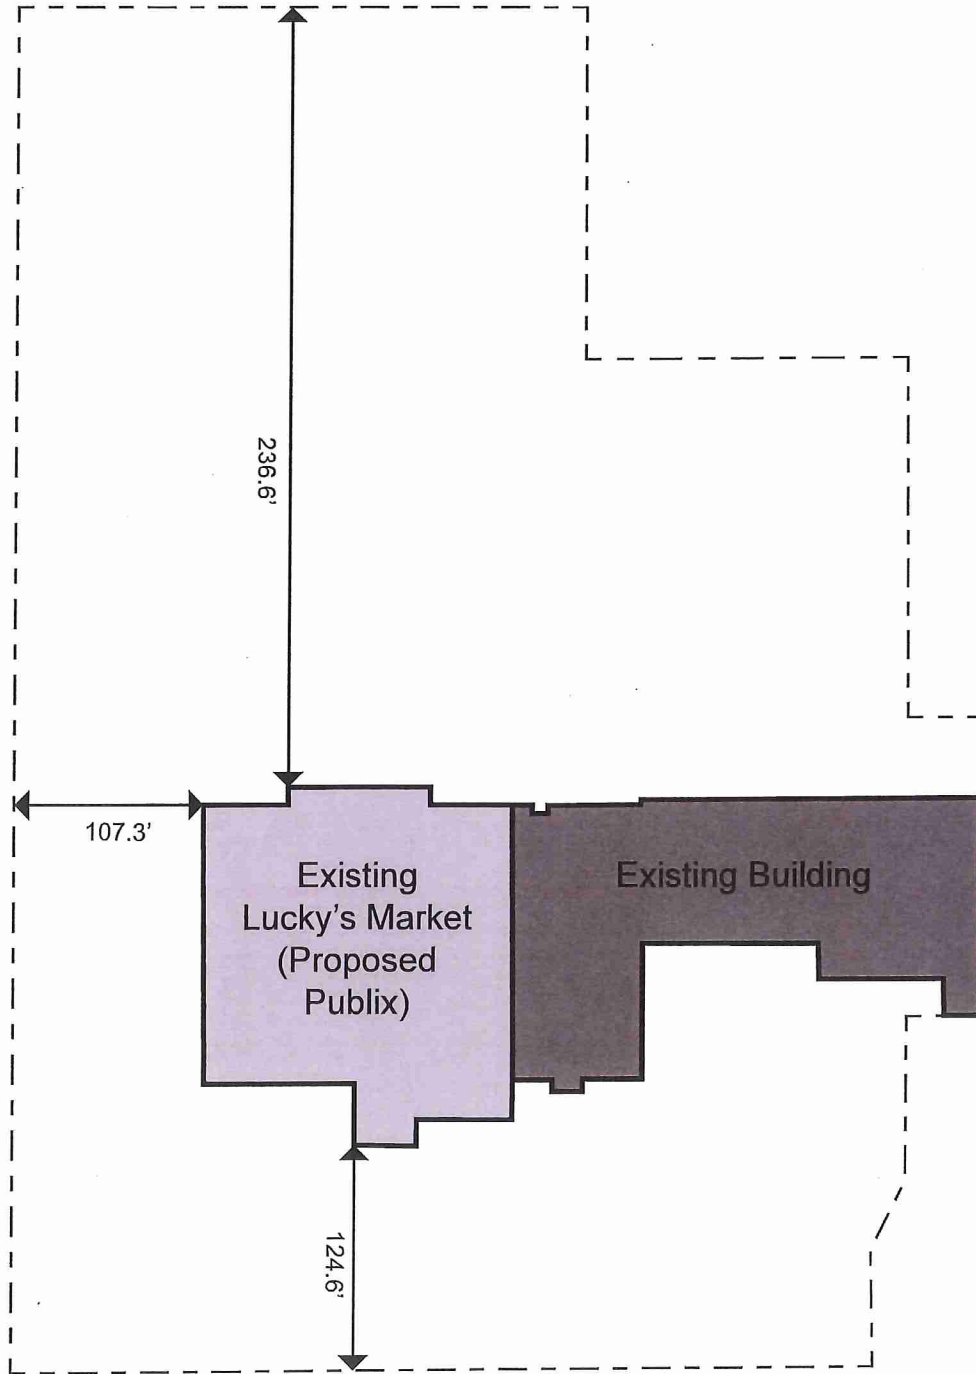 236.6'
107.3'
Existing
Lucky's Market
(Proposed
Publix)
Existing Building
124.6'